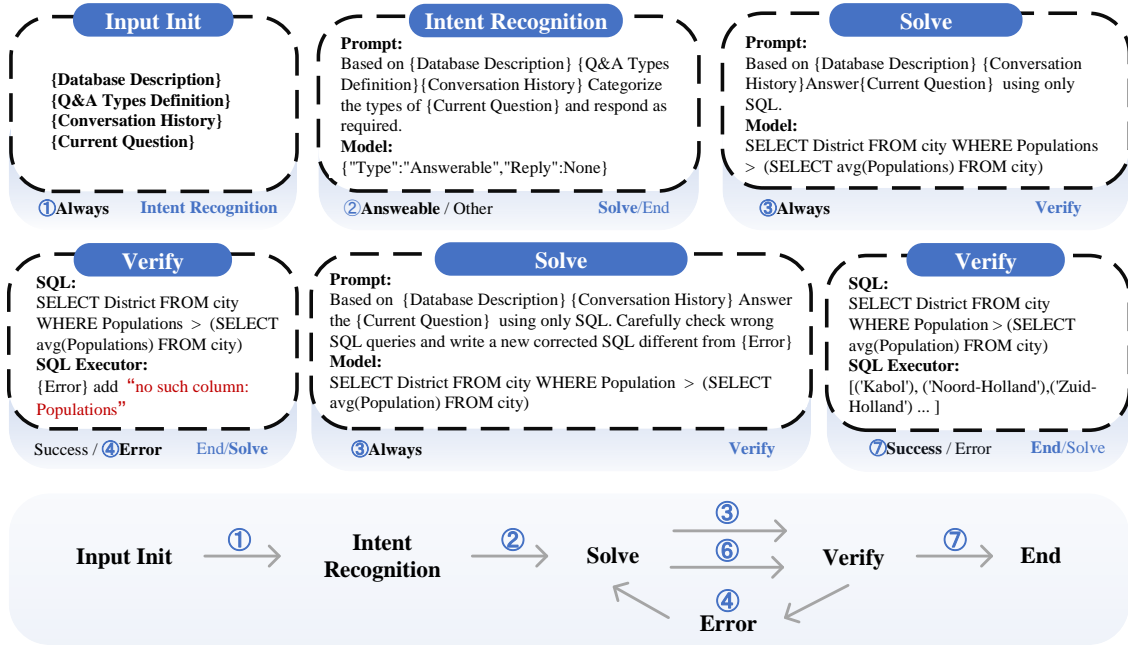 Input Init
{Database Description}
{Q&A Types Definition}
{Conversation History}
{Current Question}
①Always Intent Recognition
Intent Recognition
Prompt:
Based on {Database Description} {Q&A Types
Definition}{Conversation History} Categorize
the types of {Current Question} and respond as
required.
Model:
{"Type":"Answerable","Reply":None}
②Answeable / Other Solve/End
Solve
Prompt:
Based on {Database Description} {Conversation
History}Answer{Current Question} using only
SQL.
Model:
SELECT District FROM city WHERE Populations
> (SELECT avg(Populations) FROM city)
③Always Verify
Verify
SQL:
SELECT District FROM city
WHERE Populations > (SELECT
avg(Populations) FROM city)
SQL Executor:
{Error} add “no such column:
Populations”
Success / ④Error End/Solve
Solve
Prompt:
Based on {Database Description} {Conversation History} Answer
the {Current Question} using only SQL. Carefully check wrong
SQL queries and write a new corrected SQL different from {Error}
Model:
SELECT District FROM city WHERE Population > (SELECT
avg(Population) FROM city)
③Always Verify
Verify
SQL:
SELECT District FROM city
WHERE Population > (SELECT
avg(Population) FROM city)
SQL Executor:
[('Kabol'), ('Noord-Holland'),('Zuid-
Holland') ... ]
⑦Success / Error End/Solve
Input Init
①
Intent
Recognition
②
Solve
③
⑥
Verify
⑦
End
④
Error